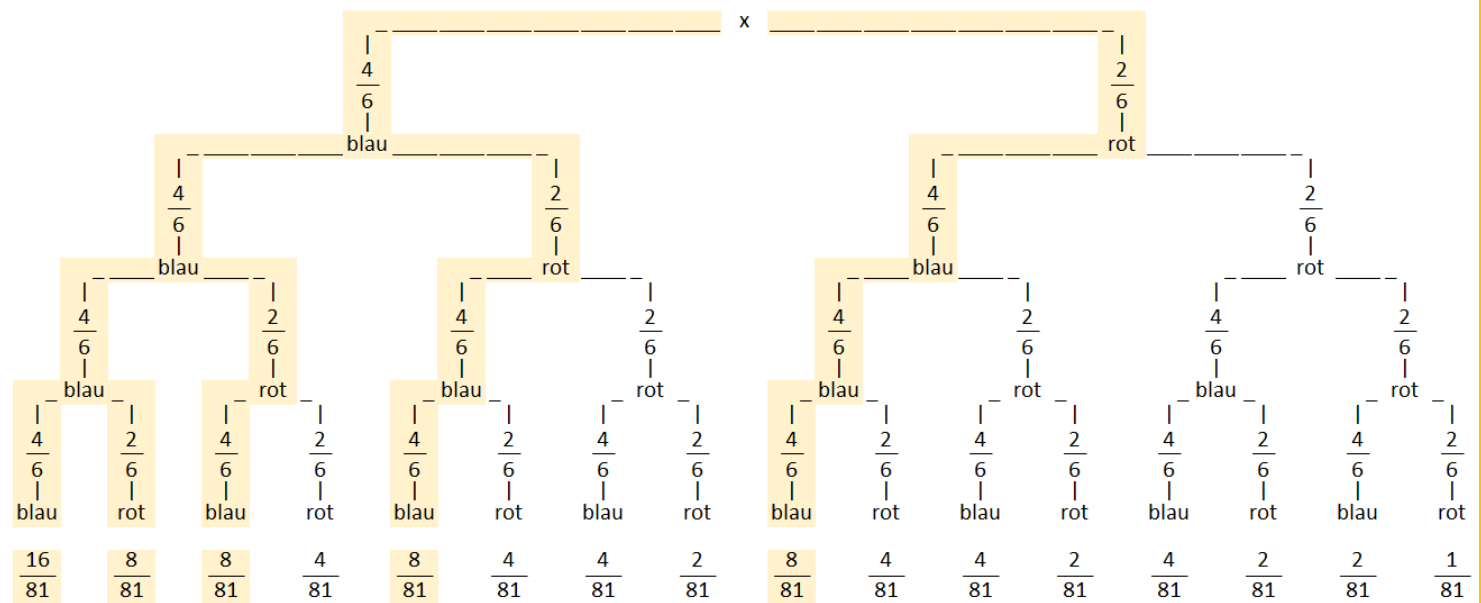 x
4 2
6 6
blau rot
4 2 4 2
6 6 6 6
blau rot blau rot
4 2 4 2 4 2 4 2
6 6 6 6 6 6 6 6
blau rot blau rot blau rot blau rot
4 2 4 2 4 2 4 2 4 2 4 2 4 2 4 2
6 6 6 6 6 6 6 6 6 6 6 6 6 6 6 6
blau rot blau rot blau rot blau rot blau rot blau rot blau rot blau rot
16 8 8 4 8 4 4 2 8 4 4 2 4 2 2 1
81 81 81 81 81 81 81 81 81 81 81 81 81 81 81 81